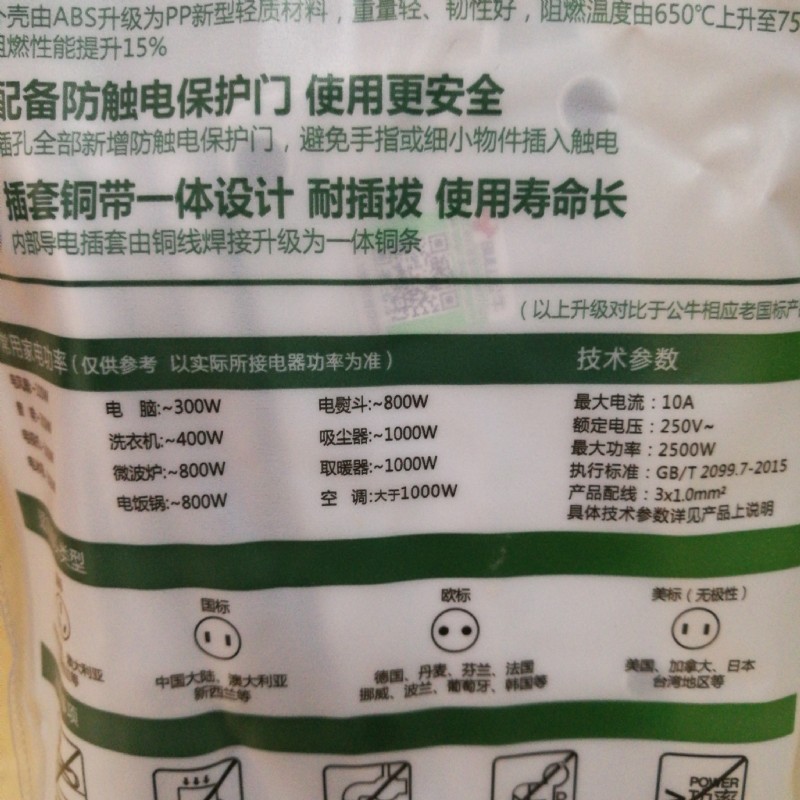 外壳由ABS升级为PP新型轻质材料，重量轻、韧性好，阻燃温度由650℃上升至75
阻燃性能提升15%
配备防触电保护门 使用更安全
插孔全部新增防触电保护门，避免手指或细小物件插入触电
插套铜带一体设计 耐插拔 使用寿命长
内部导电插套由铜线焊接升级为一体铜条
（以上升级对比于公牛相应老国标产
常用家电功率（仅供参考 以实际所接电器功率为准）
技术参数
电 脑:~300W
电熨斗:~800W
最大电流：10A
洗衣机:~400W
吸尘器:~1000W
额定电压：250V~
微波炉:~800W
取暖器:~1000W
最大功率：2500W
电饭锅:~800W
空 调:大于1000W
执行标准：GB/T 2099.7-2015
产品配线：3x1.0mm²
具体技术参数详见产品上说明
类型
国标
欧标
美标（无极性）
中国大陆、澳大利亚
新西兰等
德国、丹麦、芬兰、法国
挪威、波兰、葡萄牙、韩国等
美国、加拿大、日本
台湾地区等
POWER